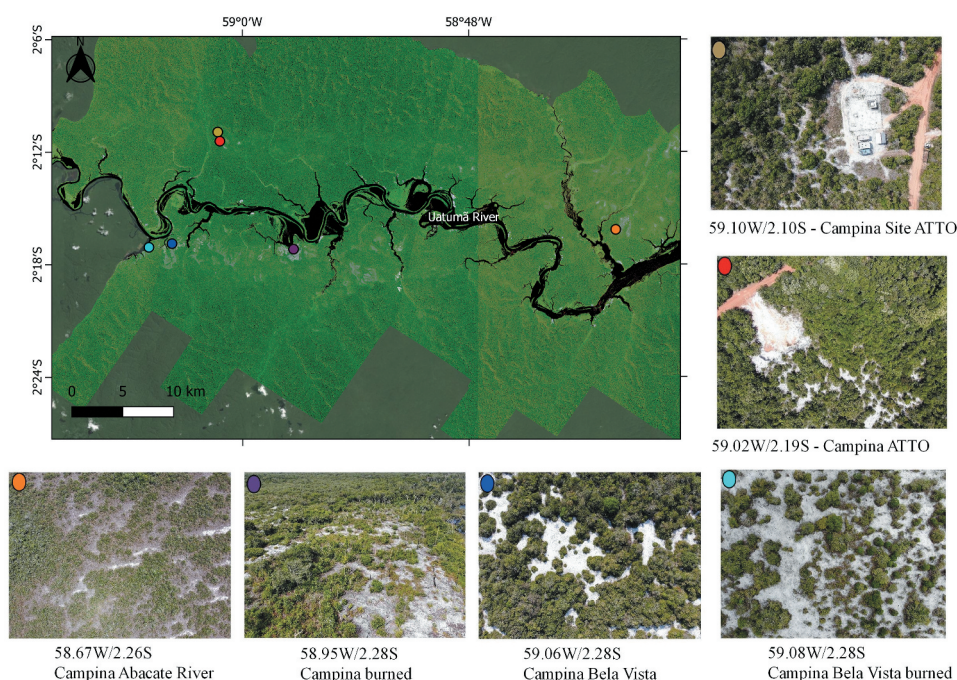 59°0'W 58°48'W
2°6'S
2°12'S
2°18'S
2°24'S
N
Uatumã River
0 5 10 km
59.10W/2.10S - Campina Site ATTO
59.02W/2.19S - Campina ATTO
58.67W/2.26S
Campina Abacate River
58.95W/2.28S
Campina burned
59.06W/2.28S
Campina Bela Vista
59.08W/2.28S
Campina Bela Vista burned